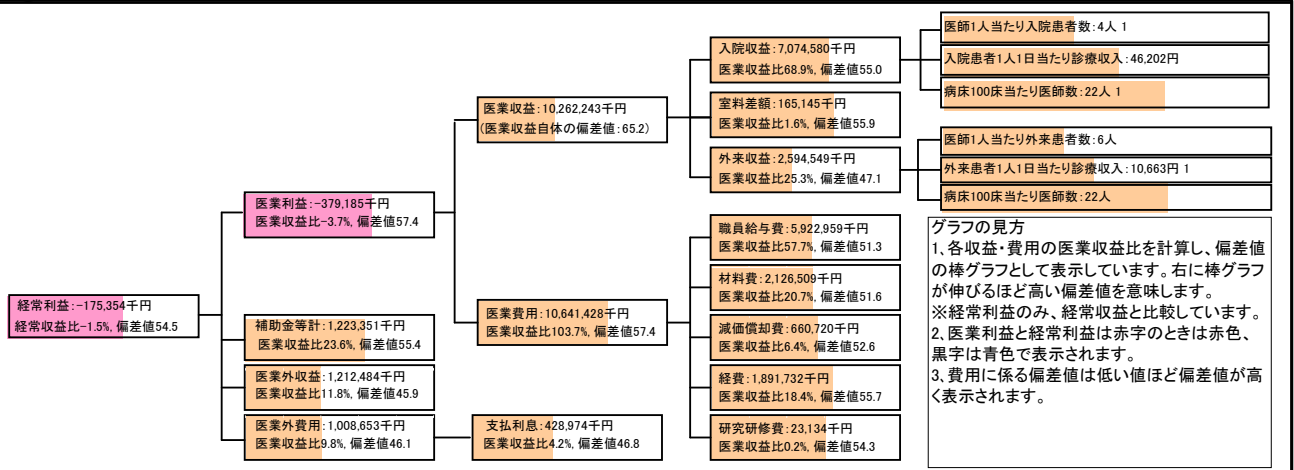 経常利益:-175,354千円
経常収益比-1.5%, 偏差値54.5
医業利益:-379,185千円
医業収益比-3.7%, 偏差値57.4
補助金等計:1,223,351千円
医業収益比23.6%, 偏差値55.4
医業外収益:1,212,484千円
医業収益比11.8%, 偏差値45.9
医業外費用:1,008,653千円
医業収益比9.8%, 偏差値46.1
支払利息:428,974千円
医業収益比4.2%, 偏差値46.8
医業収益:10,262,243千円
(医業収益自体の偏差値:65.2)
医業費用:10,641,428千円
医業収益比103.7%, 偏差値57.4
入院収益:7,074,580千円
医業収益比68.9%, 偏差値55.0
室料差額:165,145千円
医業収益比1.6%, 偏差値55.9
外来収益:2,594,549千円
医業収益比25.3%, 偏差値47.1
職員給与費:5,922,959千円
医業収益比57.7%, 偏差値51.3
材料費:2,126,509千円
医業収益比20.7%, 偏差値51.6
減価償却費:660,720千円
医業収益比6.4%, 偏差値52.6
経費:1,891,732千円
医業収益比18.4%, 偏差値55.7
研究研修費:23,134千円
医業収益比0.2%, 偏差値54.3
医師1人当たり入院患者数:4人 1
入院患者1人1日当たり診療収入:46,202円
病床100床当たり医師数:22人 1
医師1人当たり外来患者数:6人
外来患者1人1日当たり診療収入:10,663円 1
病床100床当たり医師数:22人
グラフの見方
1、各収益・費用の医業収益比を計算し、偏差値
の棒グラフとして表示しています。右に棒グラフ
が伸びるほど高い偏差値を意味します。
※経常利益のみ、経常収益と比較しています。
2、医業利益と経常利益は赤字のときは赤色、
黒字は青色で表示されます。
3、費用に係る偏差値は低い値ほど偏差値が高
く表示されます。